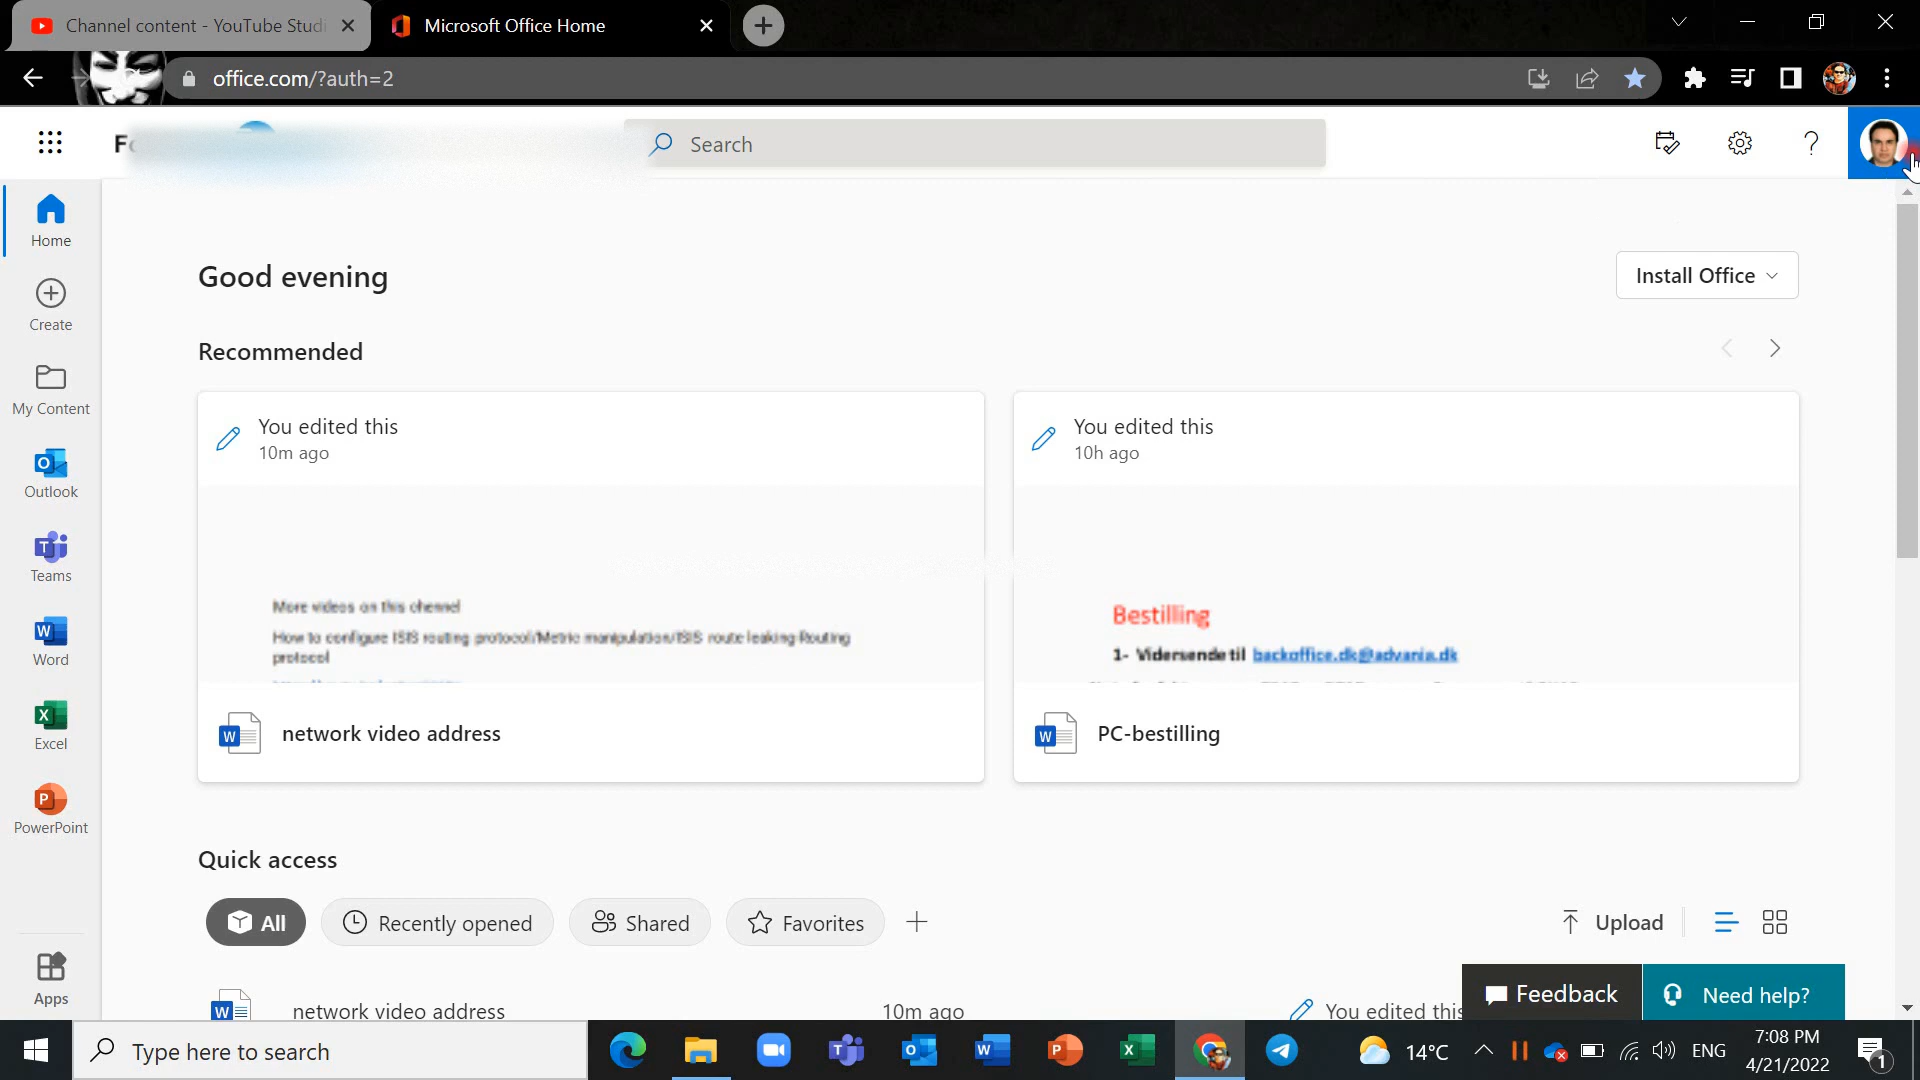 Channel content - YouTube Studi
Microsoft Office Home
office.com/?auth=2
Search
Home
Create
My Content
Outlook
Teams
Word
Excel
PowerPoint
Apps
Good evening
Install Office
Recommended
You edited this
10m ago
More videos on this channel
How to configure ISIS routing protocol/Metric manipulation/ISIS route leaking-Routing
protocol
network video address
You edited this
10h ago
Bestilling
1- Vidersende til backoffice.dk@advania.dk
PC-bestilling
Quick access
All
Recently opened
Shared
Favorites
Upload
network video address
10m ago
You edited this
Feedback
Need help?
Type here to search
14°C
ENG
7:08 PM
4/21/2022
1